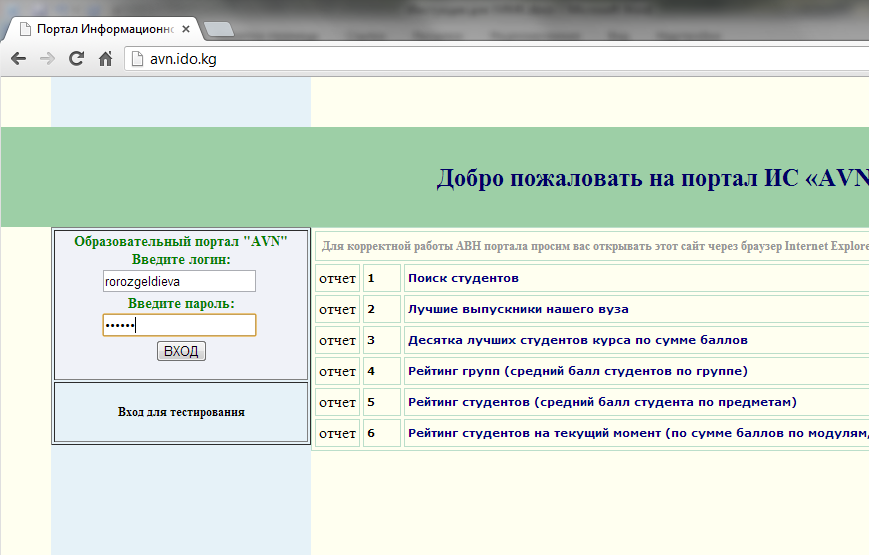 Портал Информационно
avn.ido.kg
Добро пожаловать на портал ИС «AVN
Образовательный портал "AVN"
Введите логин:
rorozgeldieva
Введите пароль:
••••••
ВХОД
Вход для тестирования
Для корректной работы АВН портала просим вас открывать этот сайт через браузер Internet Explore
отчет 1 Поиск студентов
отчет 2 Лучшие выпускники нашего вуза
отчет 3 Десятка лучших студентов курса по сумме баллов
отчет 4 Рейтинг групп (средний балл студентов по группе)
отчет 5 Рейтинг студентов (средний балл студента по предметам)
отчет 6 Рейтинг студентов на текущий момент (по сумме баллов по модулям,